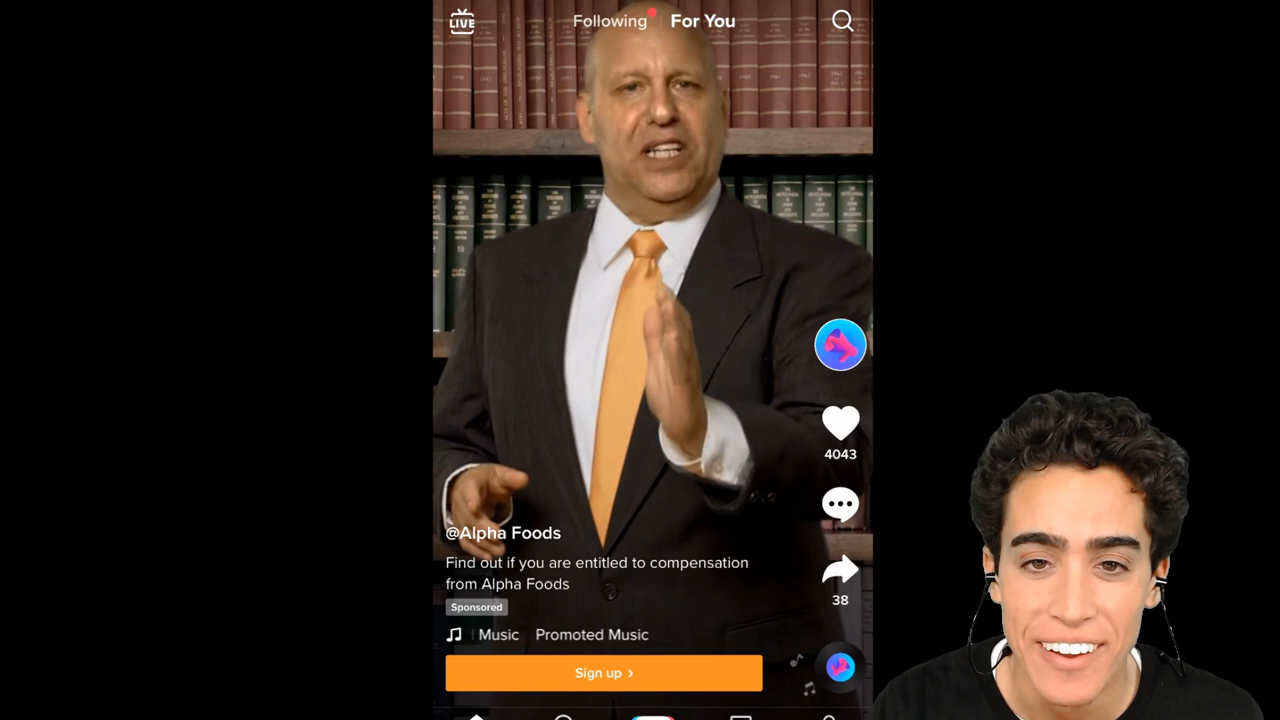 LIVE
Following
For You
4043
@Alpha Foods
Find out if you are entitled to compensation
from Alpha Foods
Sponsored
38
Music Promoted Music
Sign up >